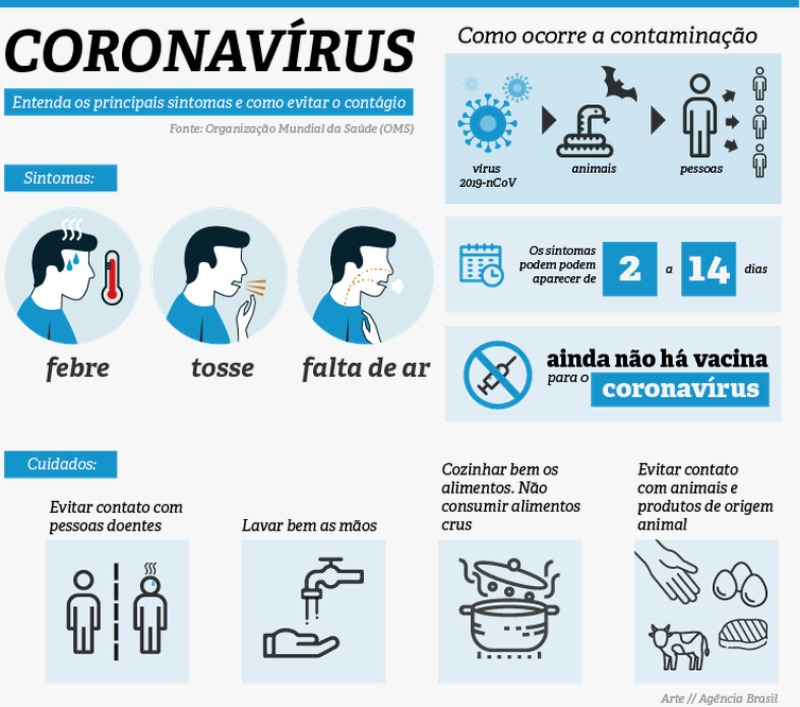 CORONAVÍRUS
Entenda os principais sintomas e como evitar o contágio
Fonte: Organização Mundial da Saúde (OMS)
Sintomas:
febre
tosse
falta de ar
Como ocorre a contaminação
vírus
2019-nCoV
animais
pessoas
Os sintomas
podem podem
aparecer de
2
a
14
dias
ainda não há vacina
para o
coronavírus
Cuidados:
Evitar contato com
pessoas doentes
Lavar bem as mãos
Cozinhar bem os
alimentos. Não
consumir alimentos
crus
Evitar contato
com animais e
produtos de origem
animal
Arte // Agência Brasil